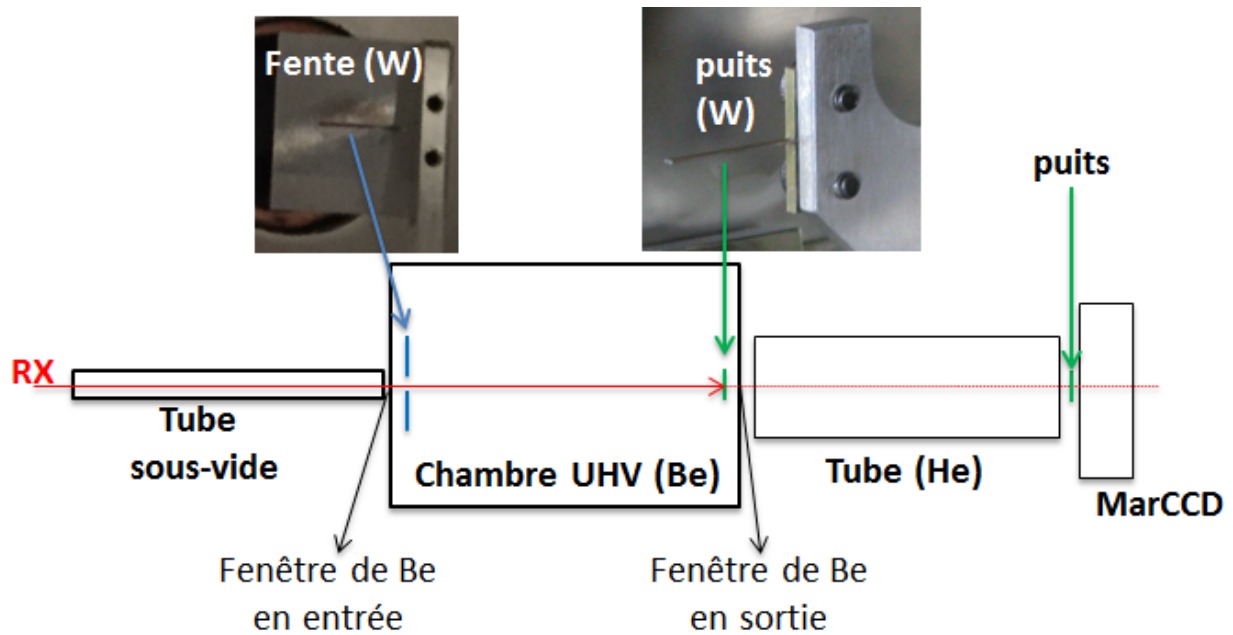 Fente (W)
puits
(W)
puits
RX
Tube
sous-vide
Chambre UHV (Be)
Tube (He)
MarCCD
Fenêtre de Be
en entrée
Fenêtre de Be
en sortie